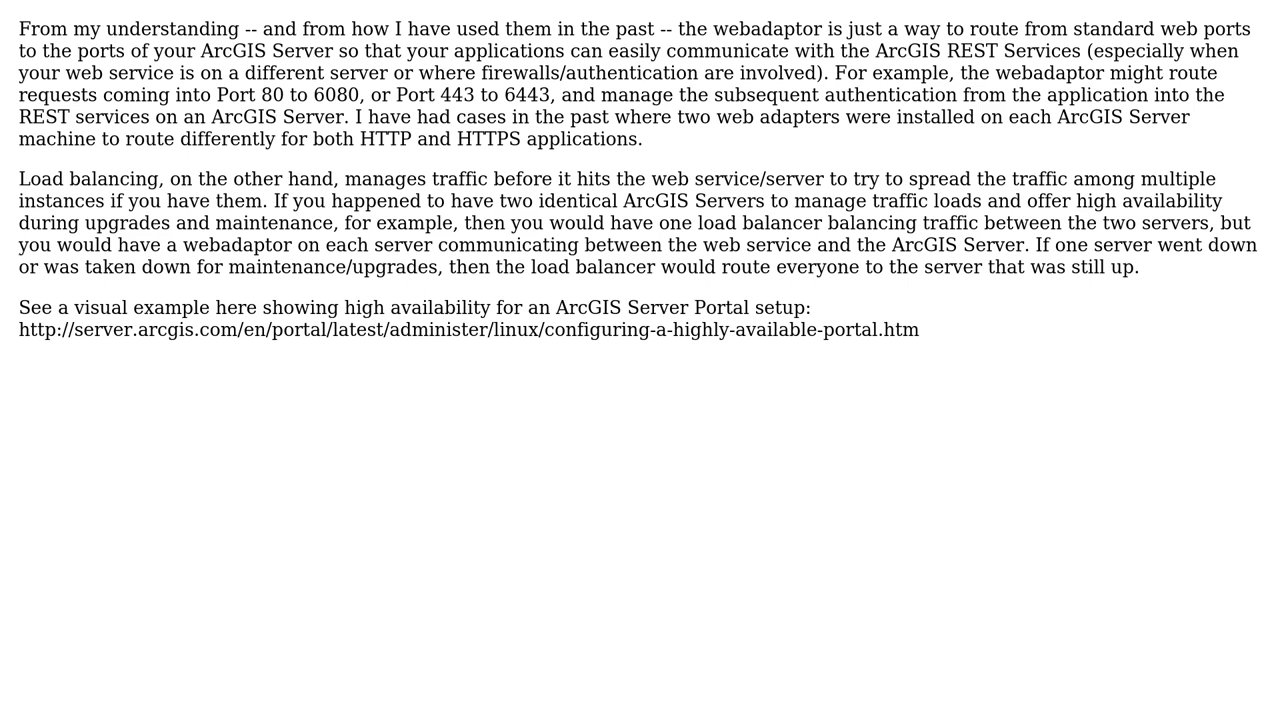 From my understanding -- and from how I have used them in the past -- the webadaptor is just a way to route from standard web ports
to the ports of your ArcGIS Server so that your applications can easily communicate with the ArcGIS REST Services (especially when
your web service is on a different server or where firewalls/authentication are involved). For example, the webadaptor might route
requests coming into Port 80 to 6080, or Port 443 to 6443, and manage the subsequent authentication from the application into the
REST services on an ArcGIS Server. I have had cases in the past where two web adapters were installed on each ArcGIS Server
machine to route differently for both HTTP and HTTPS applications.
Load balancing, on the other hand, manages traffic before it hits the web service/server to try to spread the traffic among multiple
instances if you have them. If you happened to have two identical ArcGIS Servers to manage traffic loads and offer high availability
during upgrades and maintenance, for example, then you would have one load balancer balancing traffic between the two servers, but
you would have a webadaptor on each server communicating between the web service and the ArcGIS Server. If one server went down
or was taken down for maintenance/upgrades, then the load balancer would route everyone to the server that was still up.
See a visual example here showing high availability for an ArcGIS Server Portal setup:
http://server.arcgis.com/en/portal/latest/administer/linux/configuring-a-highly-available-portal.htm